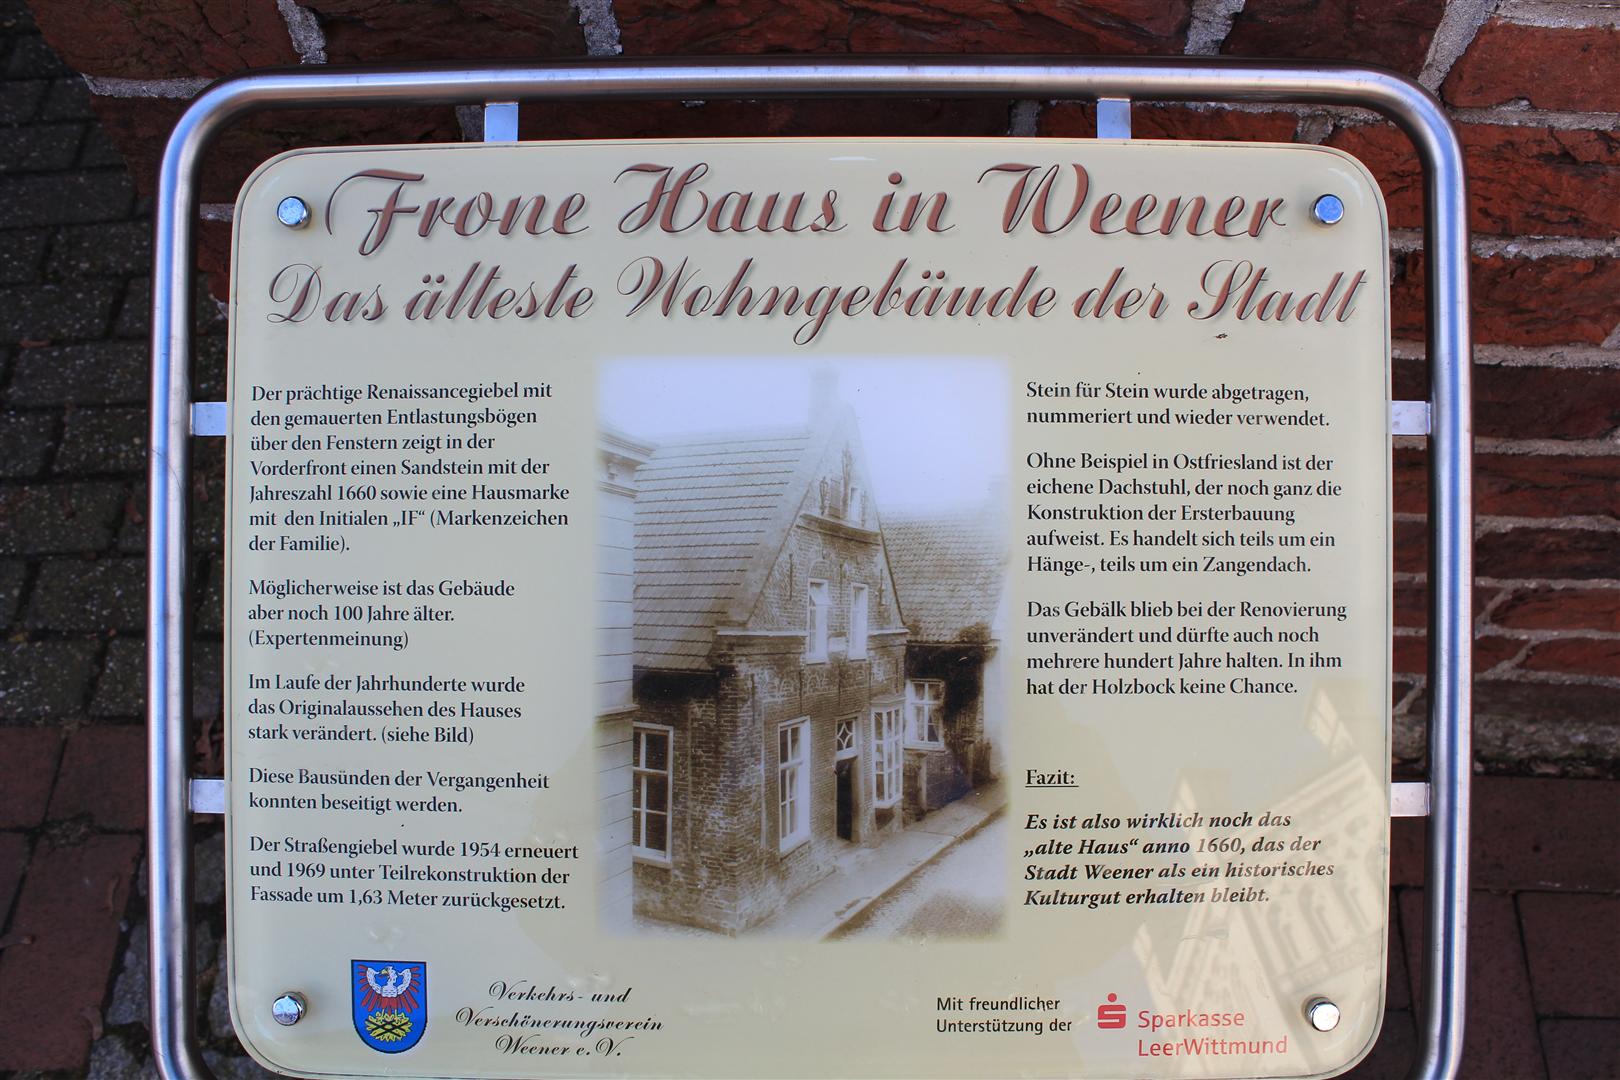 Frone Haus in Weener
Das älteste Wohngebäude der Stadt
Der prächtige Renaissancegiebel mit
den gemauerten Entlastungsbögen
über den Fenstern zeigt in der
Vorderfront einen Sandstein mit der
Jahreszahl 1660 sowie eine Hausmarke
mit den Initialen „IF“ (Markenzeichen
der Familie).
Möglicherweise ist das Gebäude
aber noch 100 Jahre älter.
(Expertenmeinung)
Im Laufe der Jahrhunderte wurde
das Originalaussehen des Hauses
stark verändert. (siehe Bild)
Diese Bausünden der Vergangenheit
konnten beseitigt werden.
Der Straßengiebel wurde 1954 erneuert
und 1969 unter Teilrekonstruktion der
Fassade um 1,63 Meter zurückgesetzt.
Stein für Stein wurde abgetragen,
nummeriert und wieder verwendet.
Ohne Beispiel in Ostfriesland ist der
eichene Dachstuhl, der noch ganz die
Konstruktion der Ersterbauung
aufweist. Es handelt sich teils um ein
Hänge-, teils um ein Zangendach.
Das Gebälk blieb bei der Renovierung
unverändert und dürfte auch noch
mehrere hundert Jahre halten. In ihm
hat der Holzbock keine Chance.
Fazit:
Es ist also wirklich noch das
„alte Haus“ anno 1660, das der
Stadt Weener als ein historisches
Kulturgut erhalten bleibt.
Verkehrs- und
Verschönerungsverein
Weener e.V.
Mit freundlicher
Unterstützung der
Sparkasse
LeerWittmund